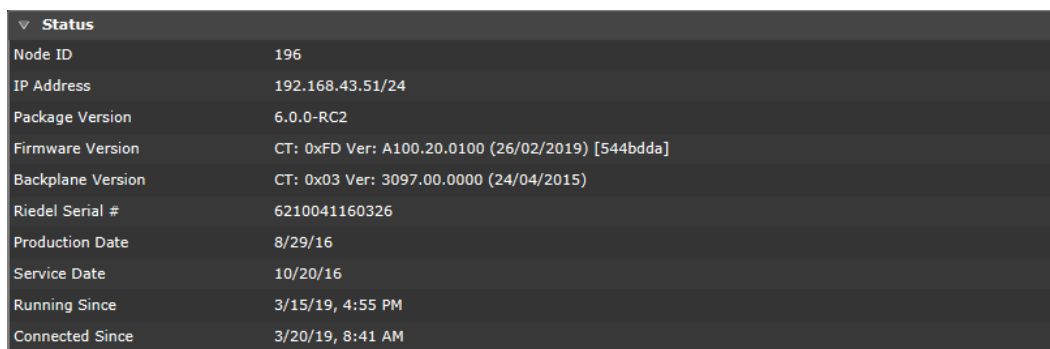 Status
Node ID 196
IP Address 192.168.43.51/24
Package Version 6.0.0-RC2
Firmware Version CT: 0xFD Ver: A100.20.0100 (26/02/2019) [544bdda]
Backplane Version CT: 0x03 Ver: 3097.00.0000 (24/04/2015)
Riedel Serial # 6210041160326
Production Date 8/29/16
Service Date 10/20/16
Running Since 3/15/19, 4:55 PM
Connected Since 3/20/19, 8:41 AM